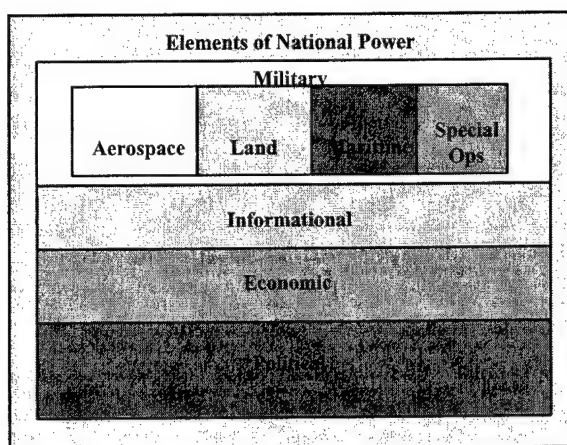 Elements of National Power
Military
Aerospace Land Maritime Special Ops
Informational
Economic
Political